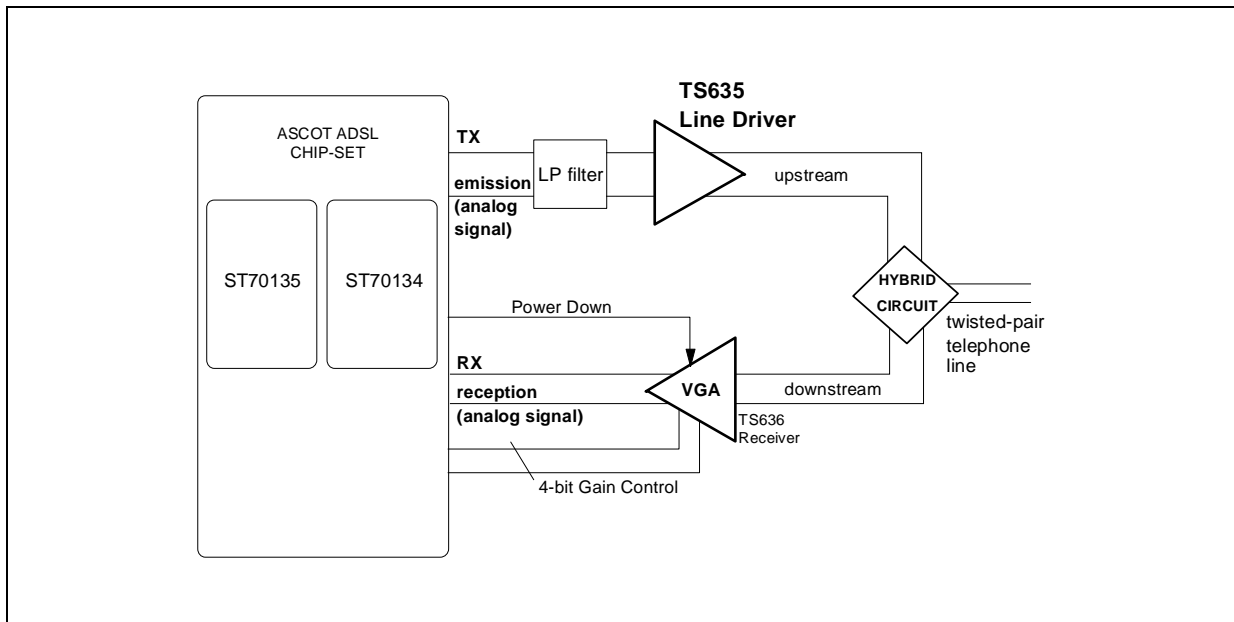 TS635
Line Driver
ASCOT ADSL
CHIP-SET
TX
LP filter
emission
(analog
signal)
upstream
ST70135
ST70134
HYBRID
CIRCUIT
Power Down
twisted-pair
telephone
line
RX
VGA
downstream
reception
(analog signal)
TS636
Receiver
4-bit Gain Control